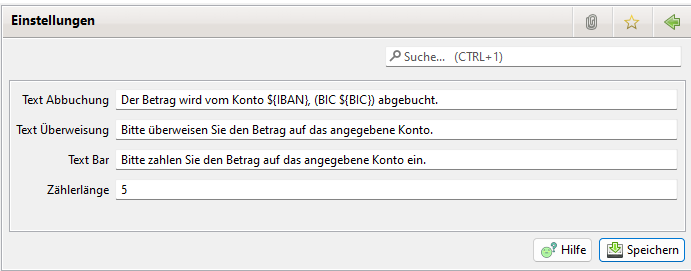 Einstellungen
Suche... (CTRL+1)
Text Abbuchung Der Betrag wird vom Konto ${IBAN}, (BIC ${BIC}) abgebucht.
Text Überweisung Bitte überweisen Sie den Betrag auf das angegebene Konto.
Text Bar Bitte zahlen Sie den Betrag auf das angegebene Konto ein.
Zählerlänge 5
Hilfe Speichern